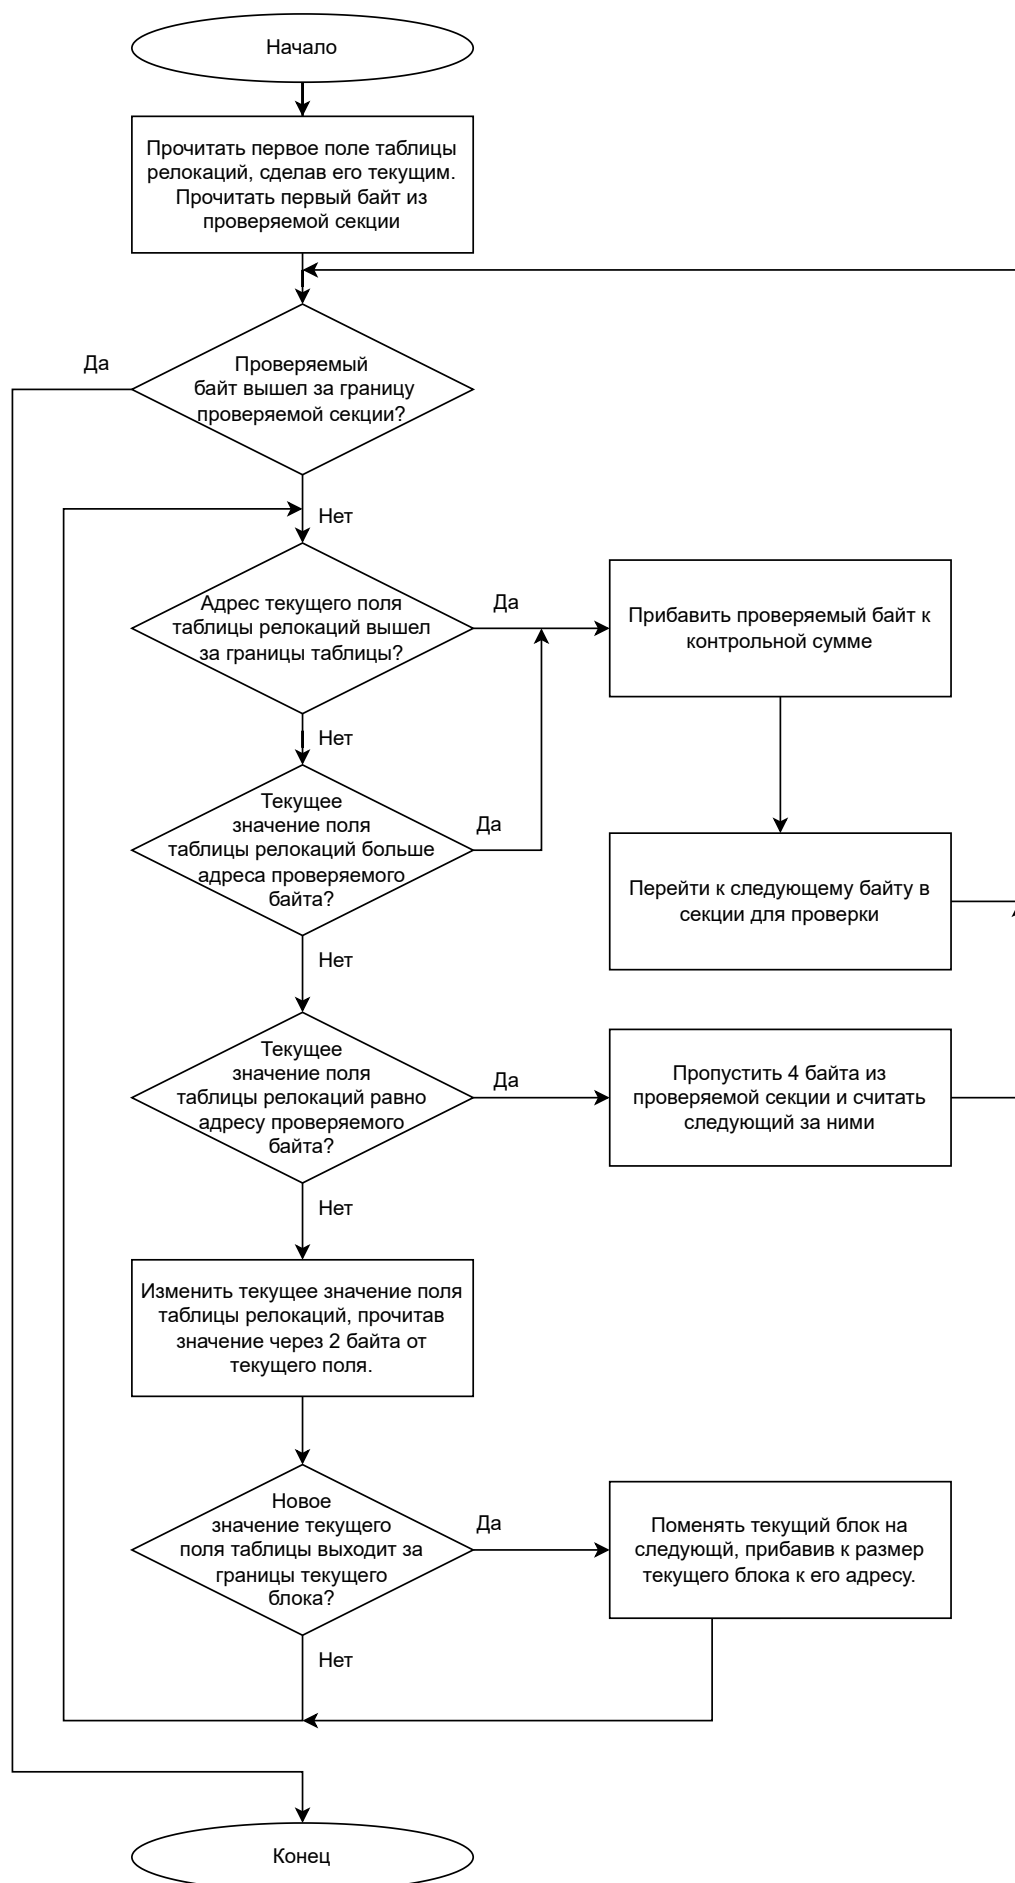 Начало
Прочитать первое поле таблицы
релокаций, сделав его текущим.
Прочитать первый байт из
проверяемой секции
Да
Проверяемый
байт вышел за границу
проверяемой секции?
Нет
Адрес текущего поля
таблицы релокаций вышел
за границы таблицы?
Да
Прибавить проверяемый байт к
контрольной сумме
Нет
Текущее
значение поля
таблицы релокаций больше
адреса проверяемого
байта?
Да
Перейти к следующему байту в
секции для проверки
Нет
Текущее
значение поля
таблицы релокаций равно
адресу проверяемого
байта?
Да
Пропустить 4 байта из
проверяемой секции и считать
следующий за ними
Нет
Изменить текущее значение поля
таблицы релокаций, прочитав
значение через 2 байта от
текущего поля.
Новое
значение текущего
поля таблицы выходит за
границы текущего
блока?
Да
Поменять текущий блок на
следующй, прибавив к размер
текущего блока к его адресу.
Нет
Конец